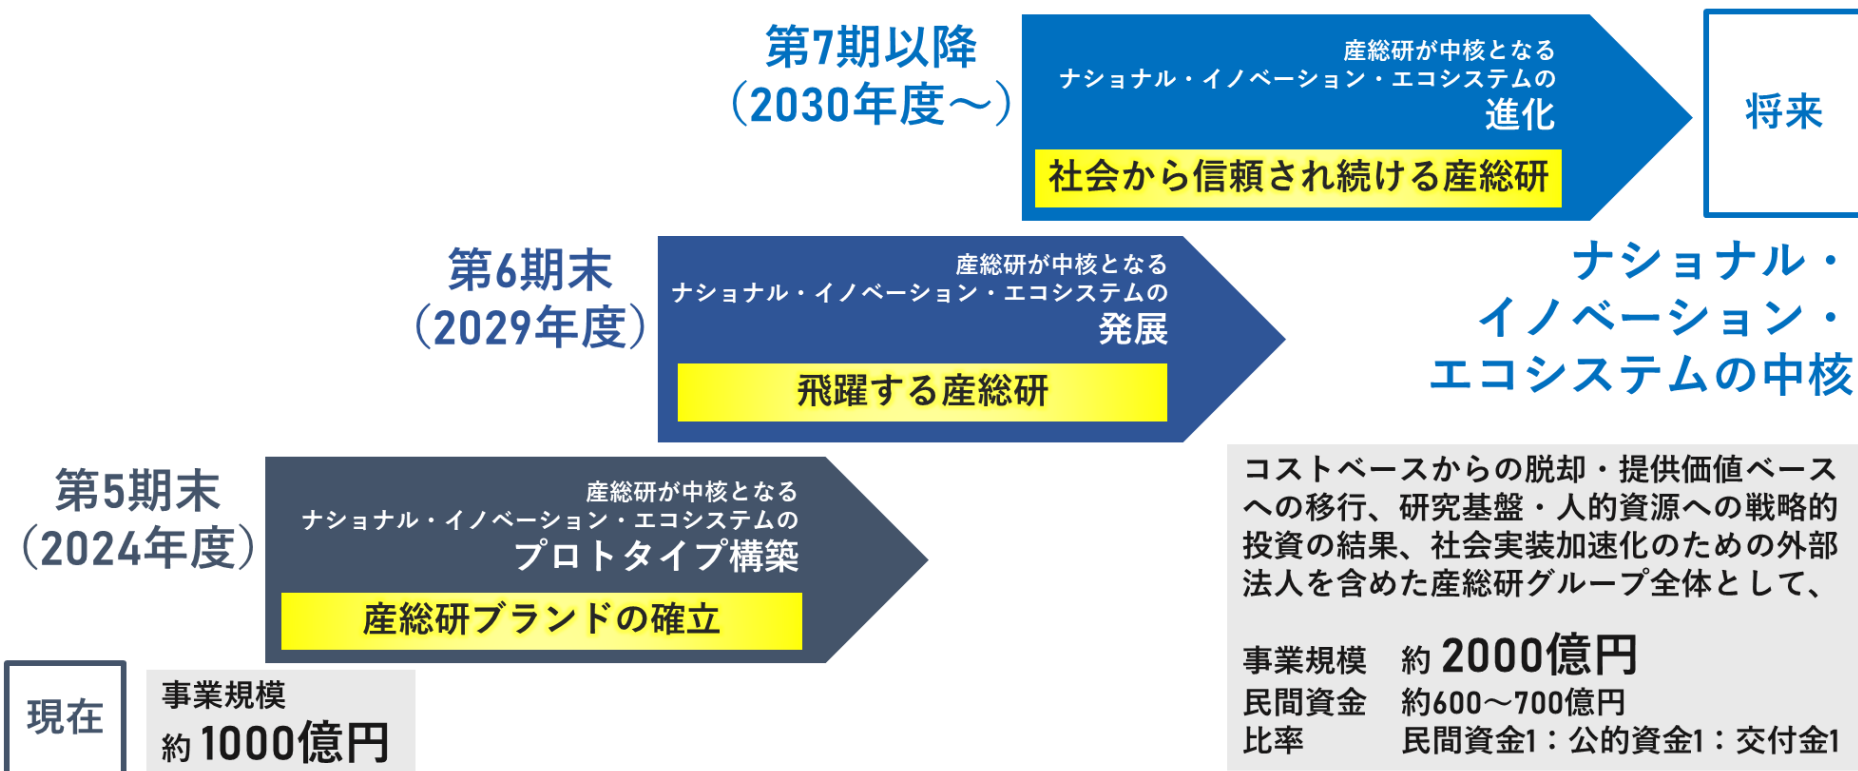 第7期以降
（2030年度～）
産総研が中核となる
ナショナル・イノベーション・エコシステムの
進化
社会から信頼され続ける産総研
将来
第6期末
（2029年度）
産総研が中核となる
ナショナル・イノベーション・エコシステムの
発展
飛躍する産総研
ナショナル・
イノベーション・
エコシステムの中核
第5期末
（2024年度）
産総研が中核となる
ナショナル・イノベーション・エコシステムの
プロトタイプ構築
産総研ブランドの確立
現在
事業規模
約1000億円
コストベースからの脱却・提供価値ベース
への移行、研究基盤・人的資源への戦略的
投資の結果、社会実装加速化のための外部
法人を含めた産総研グループ全体として、
事業規模　約2000億円
民間資金　約600～700億円
比率　民間資金1：公的資金1：交付金1